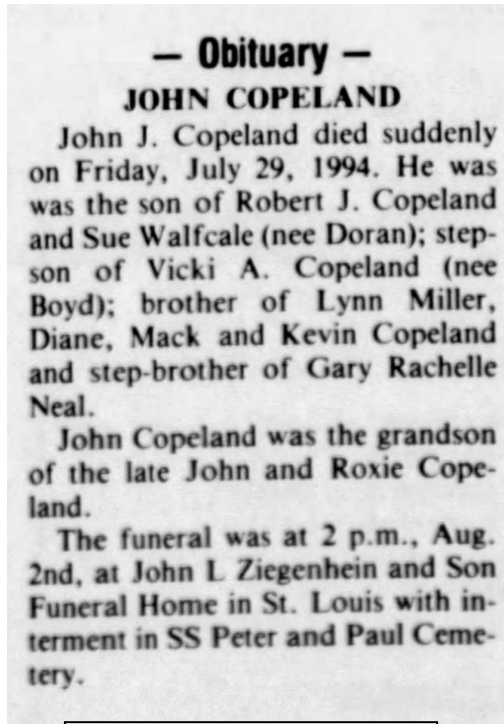 — Obituary —
JOHN COPELAND
John J. Copeland died suddenly
on Friday, July 29, 1994. He was
was the son of Robert J. Copeland
and Sue Walfcale (nee Doran); step-
son of Vicki A. Copeland (nee
Boyd); brother of Lynn Miller,
Diane, Mack and Kevin Copeland
and step-brother of Gary Rachelle
Neal.
John Copeland was the grandson
of the late John and Roxie Cope-
land.
The funeral was at 2 p.m., Aug.
2nd, at John L Ziegenhein and Son
Funeral Home in St. Louis with in-
terment in SS Peter and Paul Ceme-
tery.